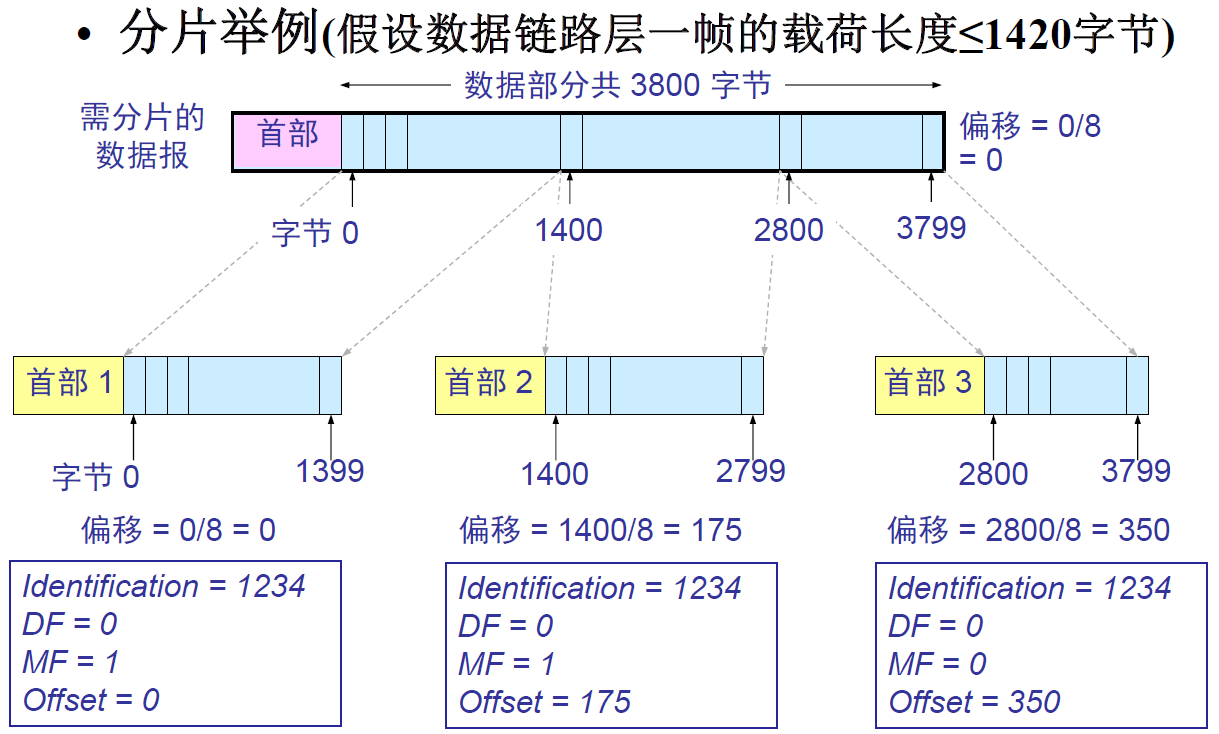 • 分片举例(假设数据链路层一帧的载荷长度≤1420字节)
数据部分共 3800 字节
需分片的
数据报
首部
偏移 = 0/8
= 0
字节 0
1400
2800
3799
首部 1
首部 2
首部 3
字节 0
1399
1400
2799
2800
3799
偏移 = 0/8 = 0
偏移 = 1400/8 = 175
偏移 = 2800/8 = 350
Identification = 1234
DF = 0
MF = 1
Offset = 0
Identification = 1234
DF = 0
MF = 1
Offset = 175
Identification = 1234
DF = 0
MF = 0
Offset = 350